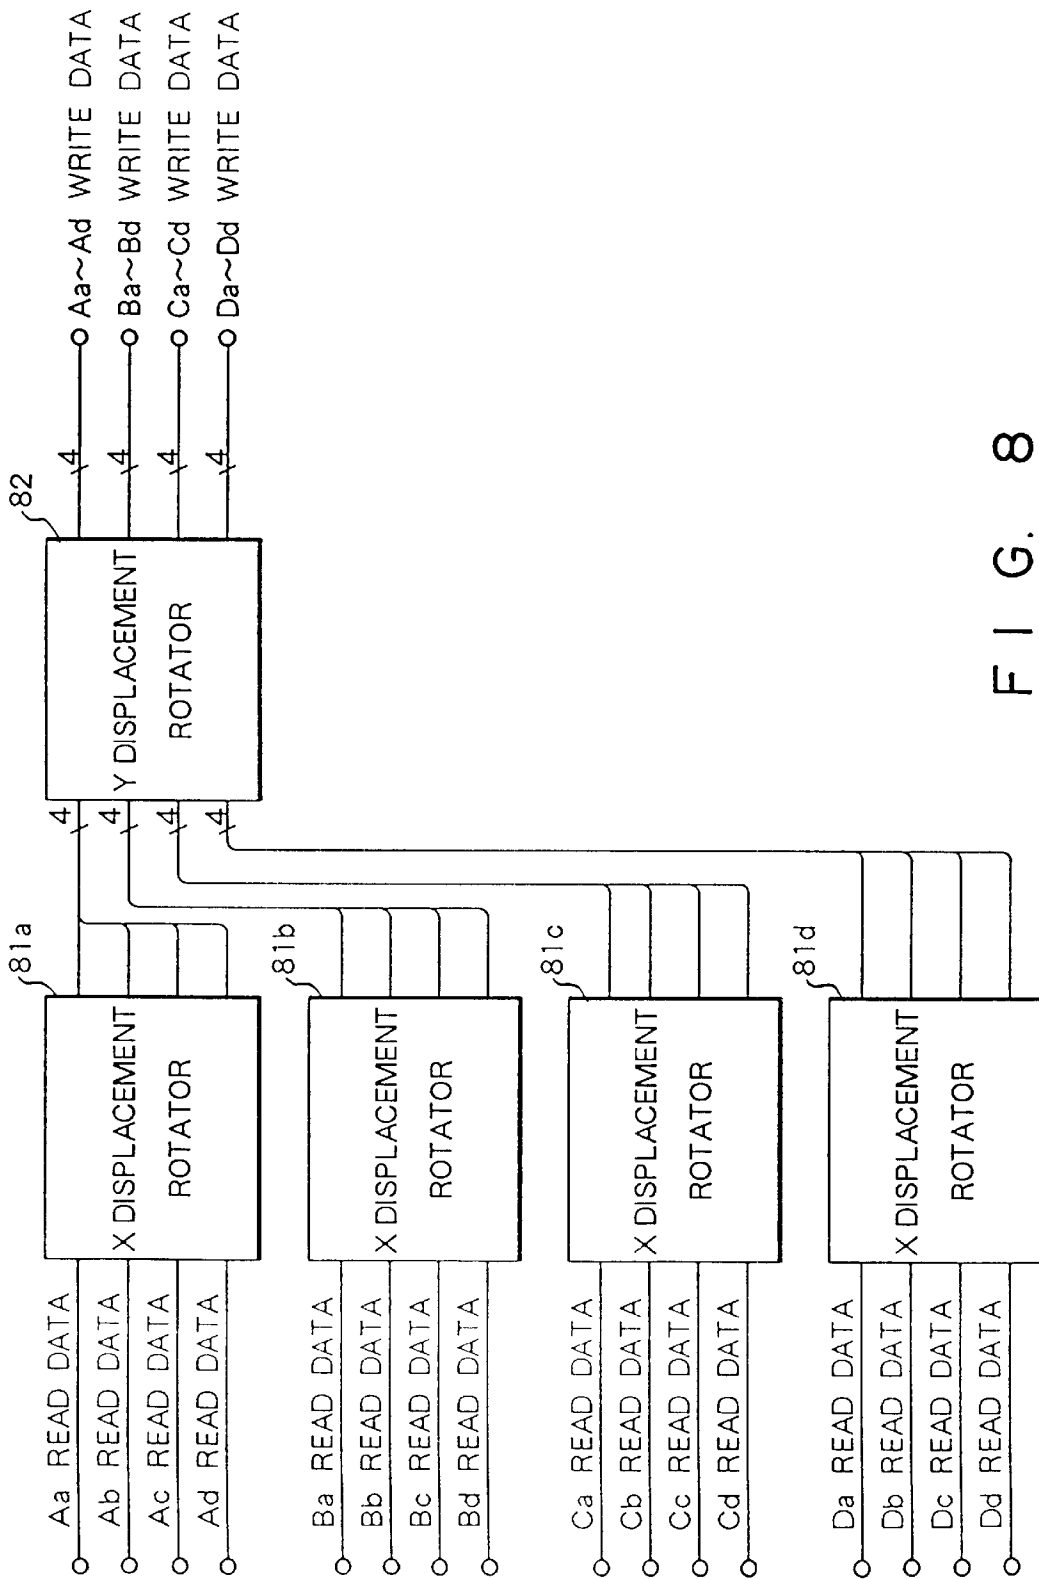 Aa READ DATA
Ab READ DATA
Ac READ DATA
Ad READ DATA
81a
X DISPLACEMENT
ROTATOR
Ba READ DATA
Bb READ DATA
Bc READ DATA
Bd READ DATA
81b
X DISPLACEMENT
ROTATOR
Ca READ DATA
Cb READ DATA
Cc READ DATA
Cd READ DATA
81c
X DISPLACEMENT
ROTATOR
Da READ DATA
Db READ DATA
Dc READ DATA
Dd READ DATA
81d
X DISPLACEMENT
ROTATOR
4
4
4
4
82
Y DISPLACEMENT
ROTATOR
4
4
4
4
Aa~Ad WRITE DATA
Ba~Bd WRITE DATA
Ca~Cd WRITE DATA
Da~Dd WRITE DATA
FIG. 8